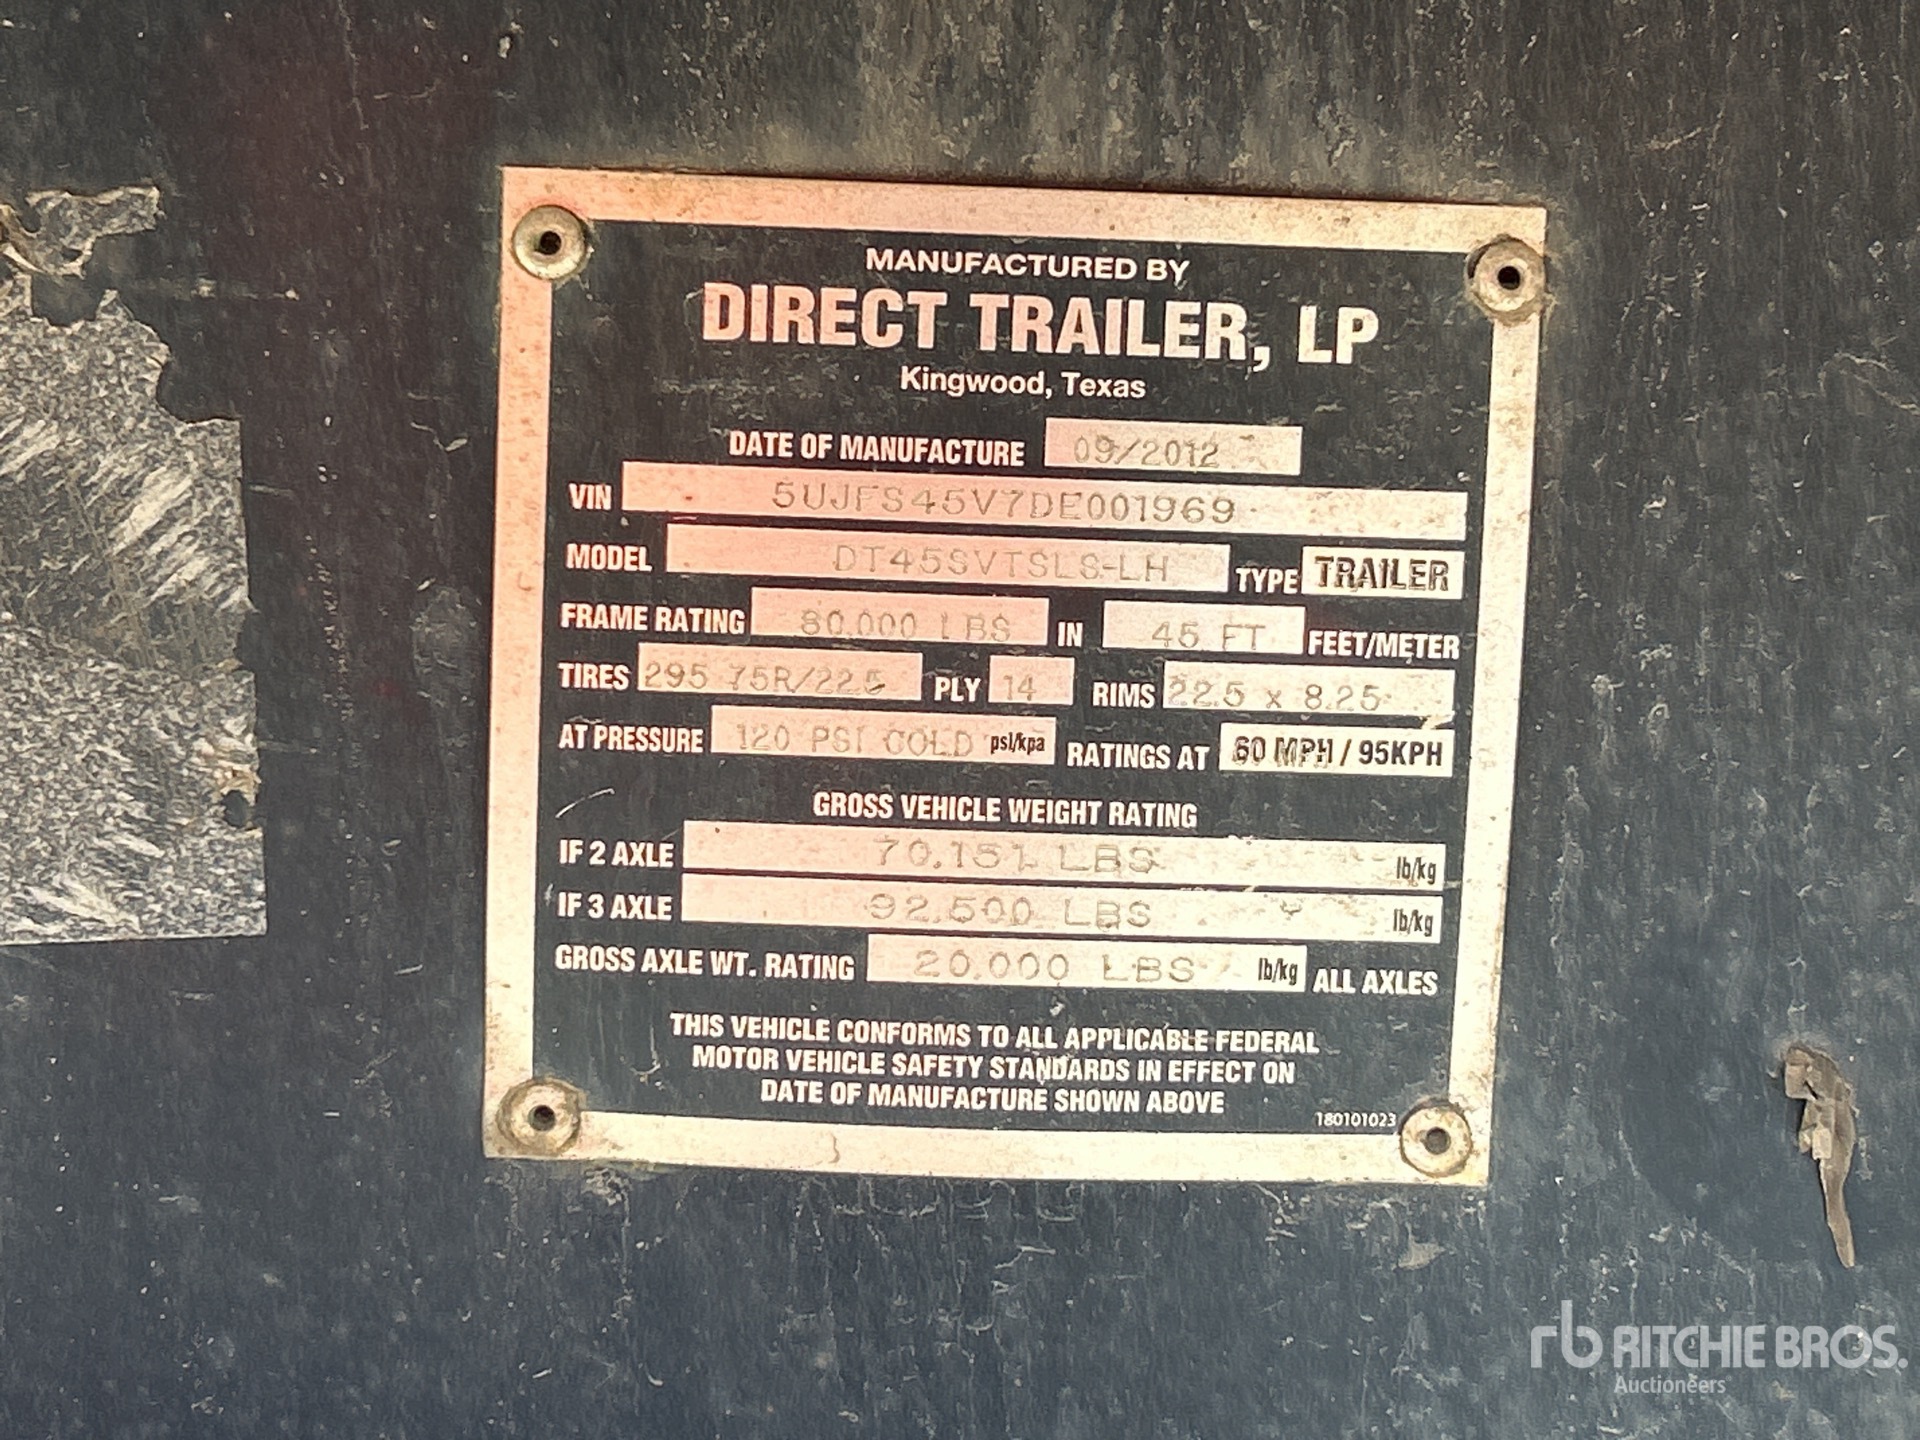 MANUFACTURED BY
DIRECT TRAILER, LP
Kingwood, Texas
DATE OF MANUFACTURE 09/2012
VIN 5UJFS45V7DE001969
MODEL DT45SVTSLS-LH TYPE TRAILER
FRAME RATING 80,000 LBS IN 45 FT FEET/METER
TIRES 295 75R/22.5 PLY 14 RIMS 22.5 x 8.25
AT PRESSURE 120 PSI COLD psi/kpa RATINGS AT 60 MPH / 95KPH
GROSS VEHICLE WEIGHT RATING
IF 2 AXLE 70,151 LBS lb/kg
IF 3 AXLE 92,500 LBS lb/kg
GROSS AXLE WT. RATING 20,000 LBS lb/kg ALL AXLES
THIS VEHICLE CONFORMS TO ALL APPLICABLE FEDERAL
MOTOR VEHICLE SAFETY STANDARDS IN EFFECT ON
DATE OF MANUFACTURE SHOWN ABOVE
180101023
rb RITCHIE BROS.
Auctioneers